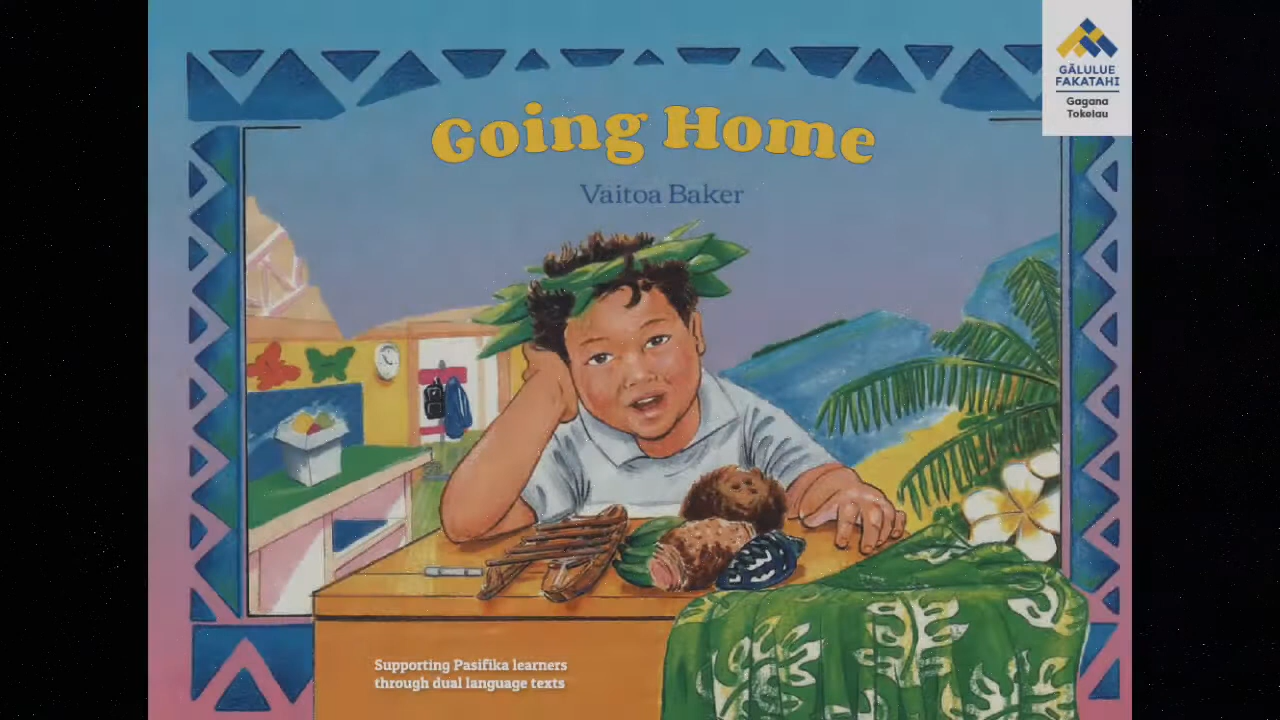 GĀLULUE
FAKATAHI
Gagana
Tokelau
Going Home
Vaitoa Baker
Supporting Pasifika learners
through dual language texts